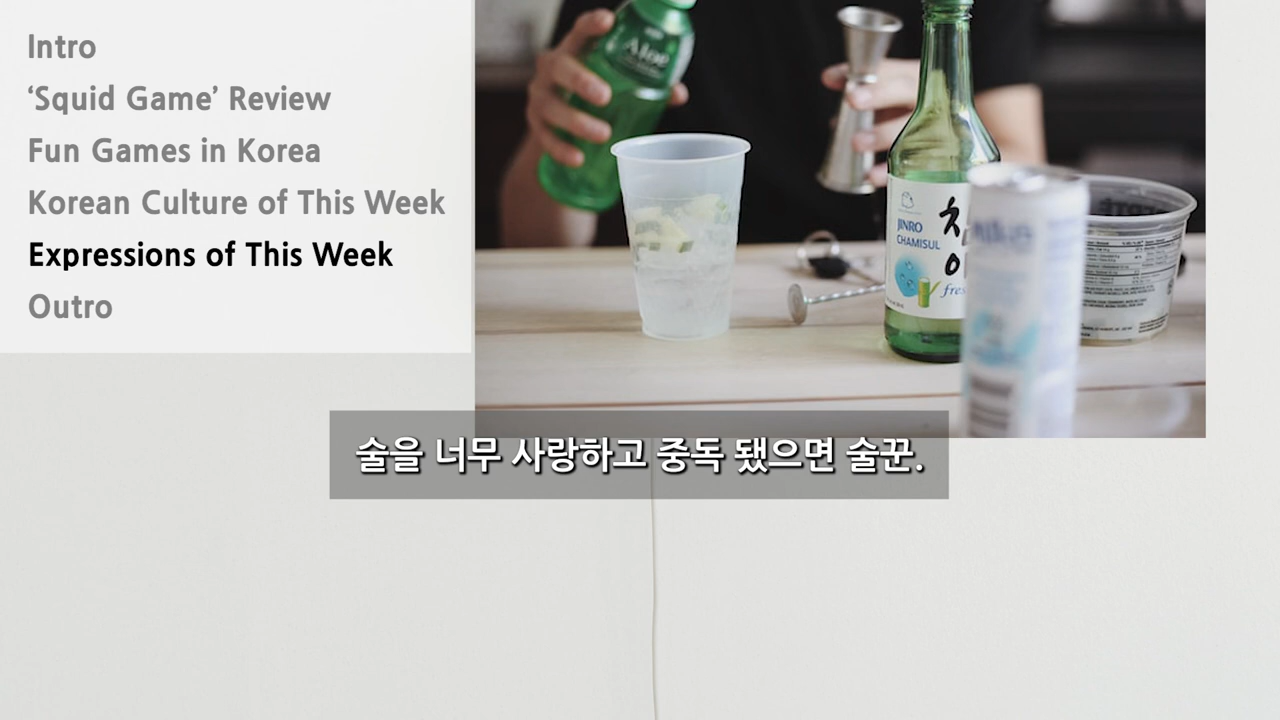 Intro
‘Squid Game’ Review
Fun Games in Korea
Korean Culture of This Week
Expressions of This Week
Outro
Aloe
JINRO
CHAMISUL
fres
술을 너무 사랑하고 중독 됐으면 술꾼.